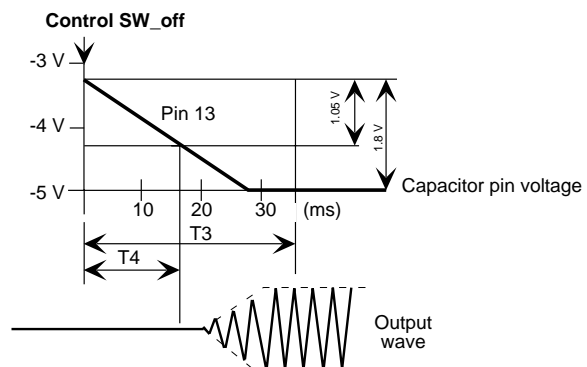 Control SW_off
-3 V
-4 V
-5 V
Pin 13
1.05 V
1.8 V
Capacitor pin voltage
10
20
30
(ms)
T3
T4
Output
wave